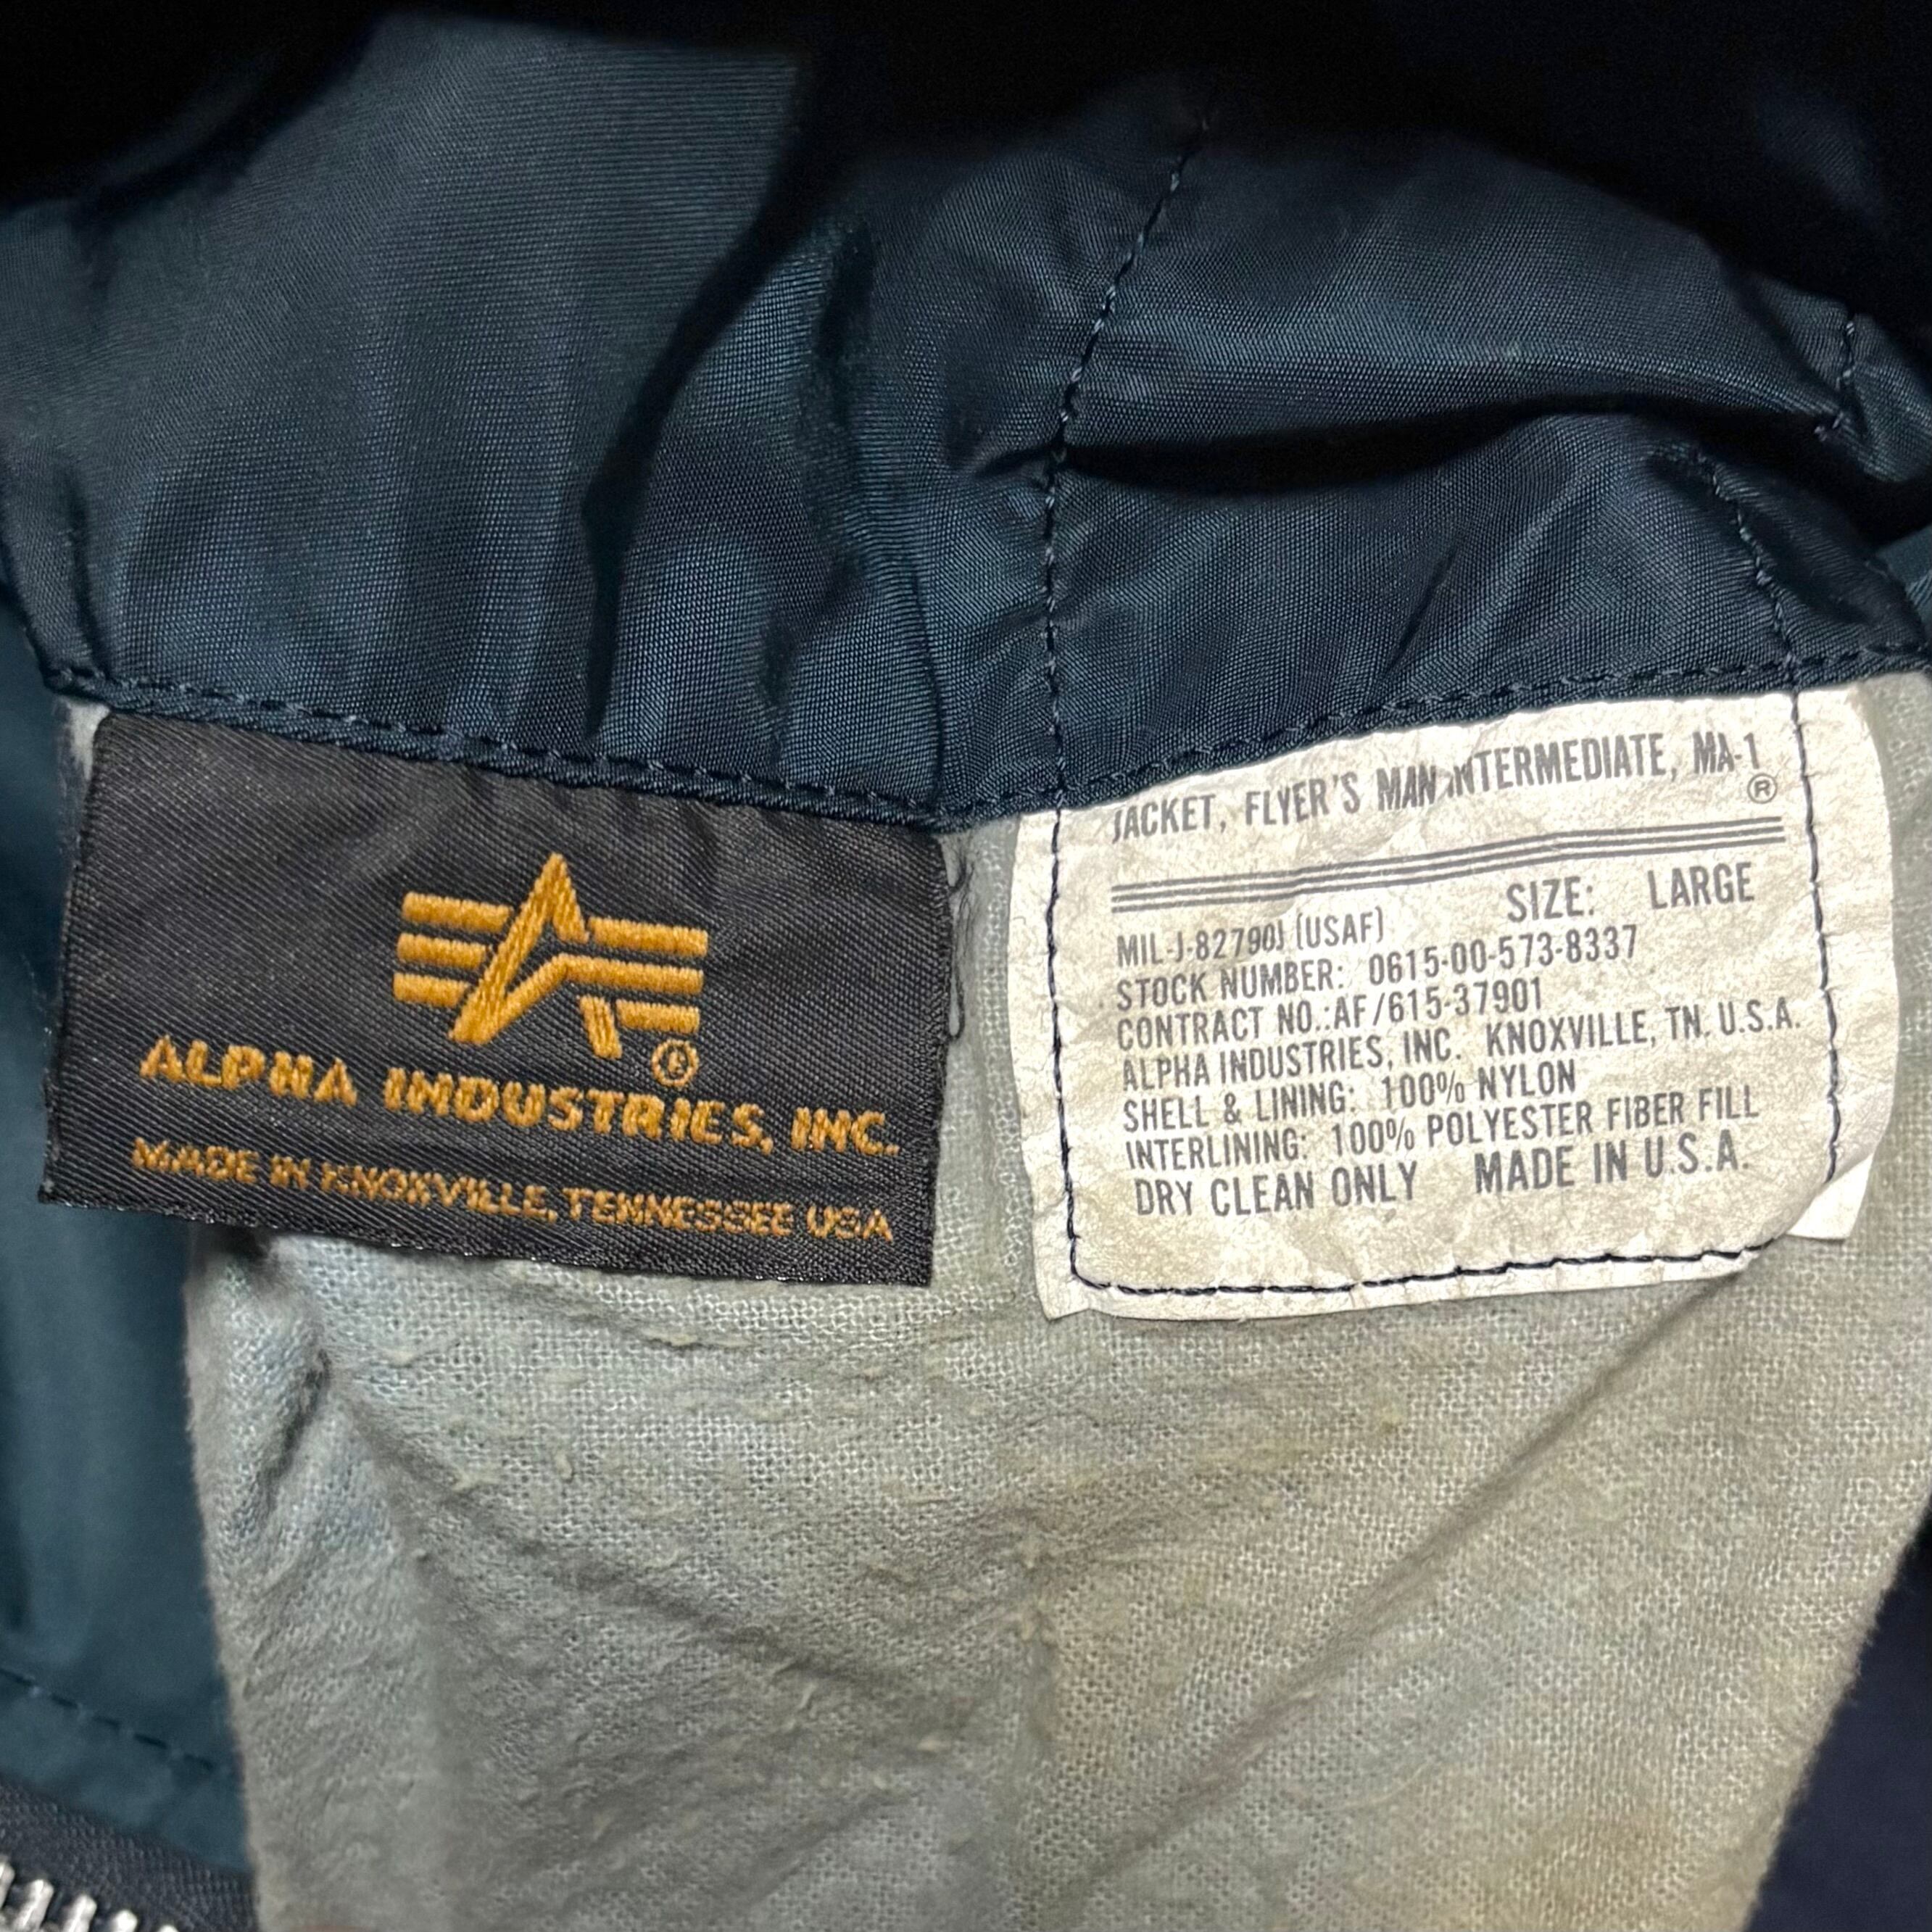 ALPHA INDUSTRIES, INC.
®
MADE IN KNOXVILLE, TENNESSEE USA
JACKET, FLYER'S MAN INTERMEDIATE, MA-1
®
SIZE: LARGE
MIL-J-8279OJ (USAF)
STOCK NUMBER: 0615-00-573-8337
CONTRACT NO.:AF/615-37901
ALPHA INDUSTRIES, INC. KNOXVILLE, TN. U.S.A.
SHELL & LINING: 100% NYLON
INTERLINING: 100% POLYESTER FIBER FILL
DRY CLEAN ONLY MADE IN U.S.A.